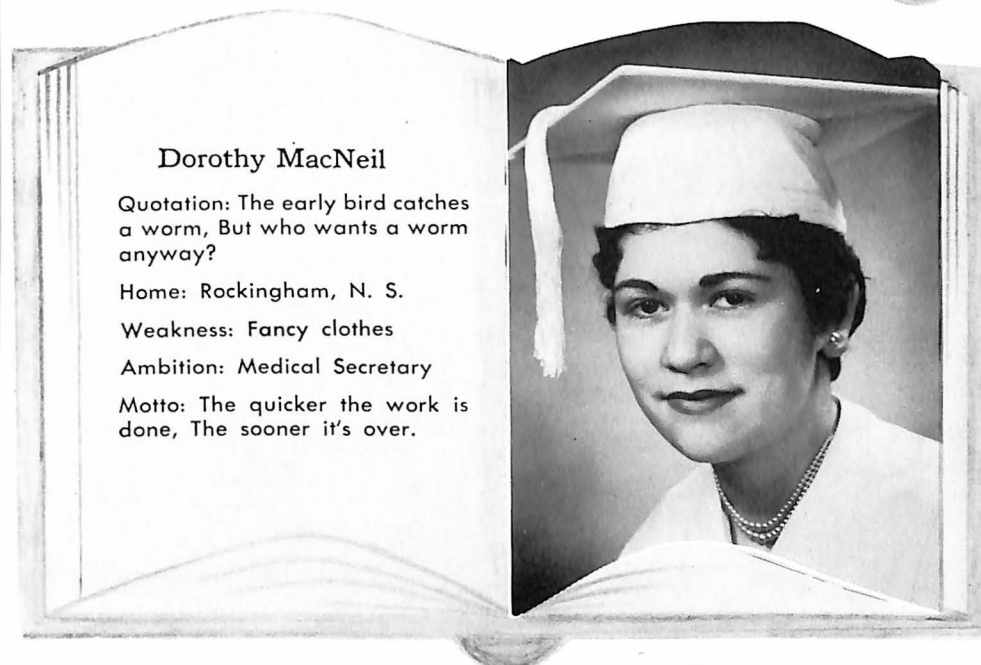 Dorothy MacNeil
Quotation: The early bird catches
a worm, But who wants a worm
anyway?
Home: Rockingham, N. S.
Weakness: Fancy clothes
Ambition: Medical Secretary
Motto: The quicker the work is
done, The sooner it's over.